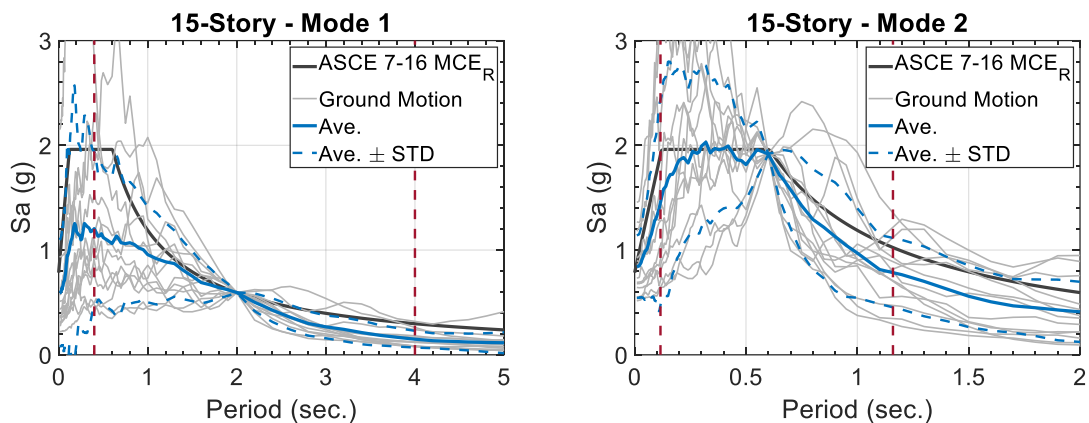 15-Story - Mode 1
3
2
1
0
Sa (g)
0 1 2 3 4 5
Period (sec.)
ASCE 7-16 MCE_R
Ground Motion
Ave.
Ave. ± STD
15-Story - Mode 2
3
2
1
0
Sa (g)
0 0.5 1 1.5 2
Period (sec.)
ASCE 7-16 MCE_R
Ground Motion
Ave.
Ave. ± STD